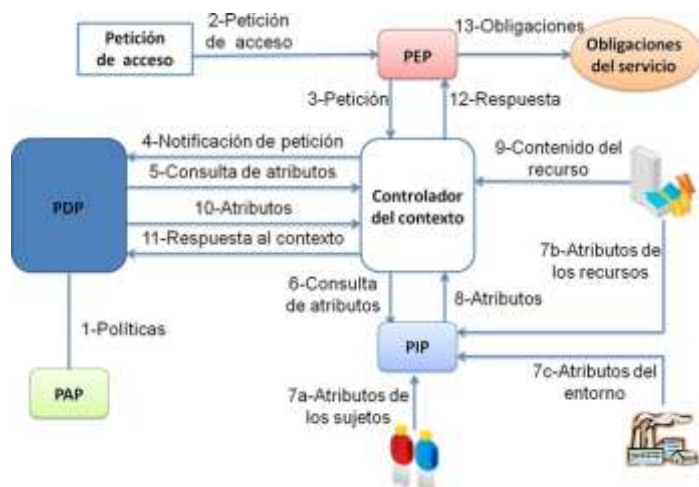 Petición
de acceso
2-Petición
de acceso
PEP
13-Obligaciones
Obligaciones
del servicio
3-Petición
12-Respuesta
4-Notificación de petición
5-Consulta de atributos
PDP
10-Atributos
11-Respuesta al contexto
Controlador
del contexto
9-Contenido del
recurso
7b-Atributos de
los recursos
6-Consulta
de atributos
8-Atributos
1-Políticas
PIP
PAP
7a-Atributos de
los sujetos
7c-Atributos del
entorno